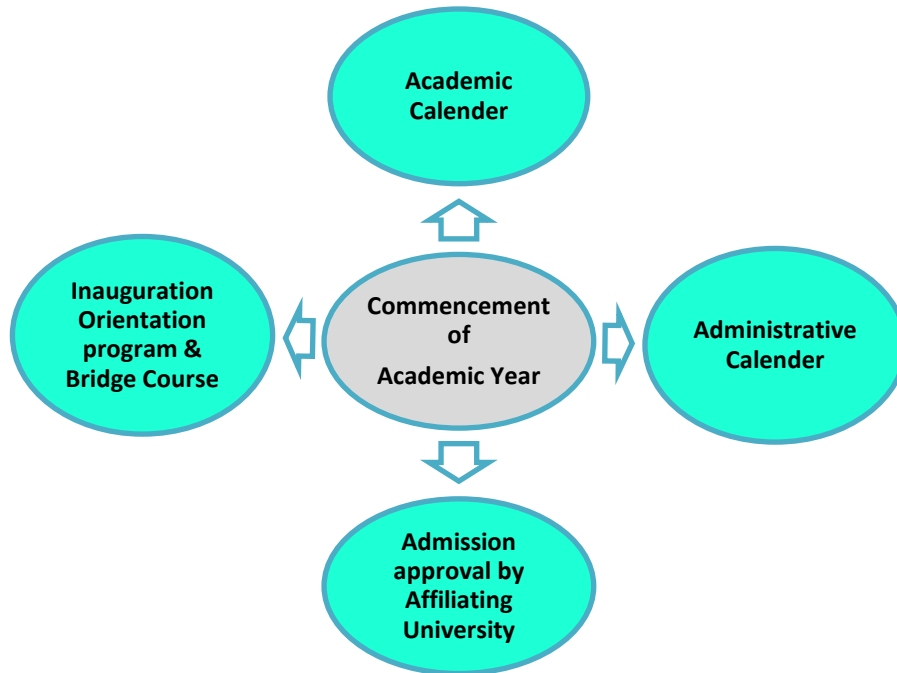 Academic
Calender
Inauguration
Orientation
program &
Bridge Course
Commencement
of
Academic Year
Administrative
Calender
Admission
approval by
Affiliating
University